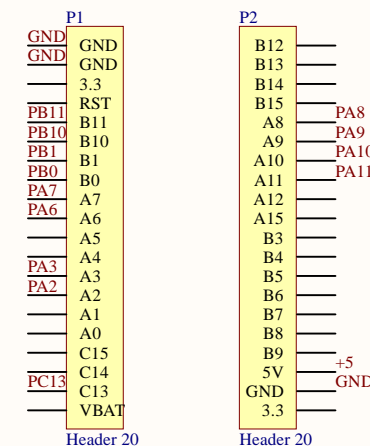 P1
GND GND
GND GND
3.3
RST
PB11 B11
PB10 B10
PB1 B1
PB0 B0
PA7 A7
PA6 A6
A5
A4
PA3 A3
PA2 A2
A1
A0
C15
C14
PC13 C13
VBAT
Header 20
P2
B12
B13
B14
B15
A8 PA8
A9 PA9
A10 PA10
A11 PA11
A12
A15
B3
B4
B5
B6
B7
B8
B9
5V +5
GND GND
3.3
Header 20